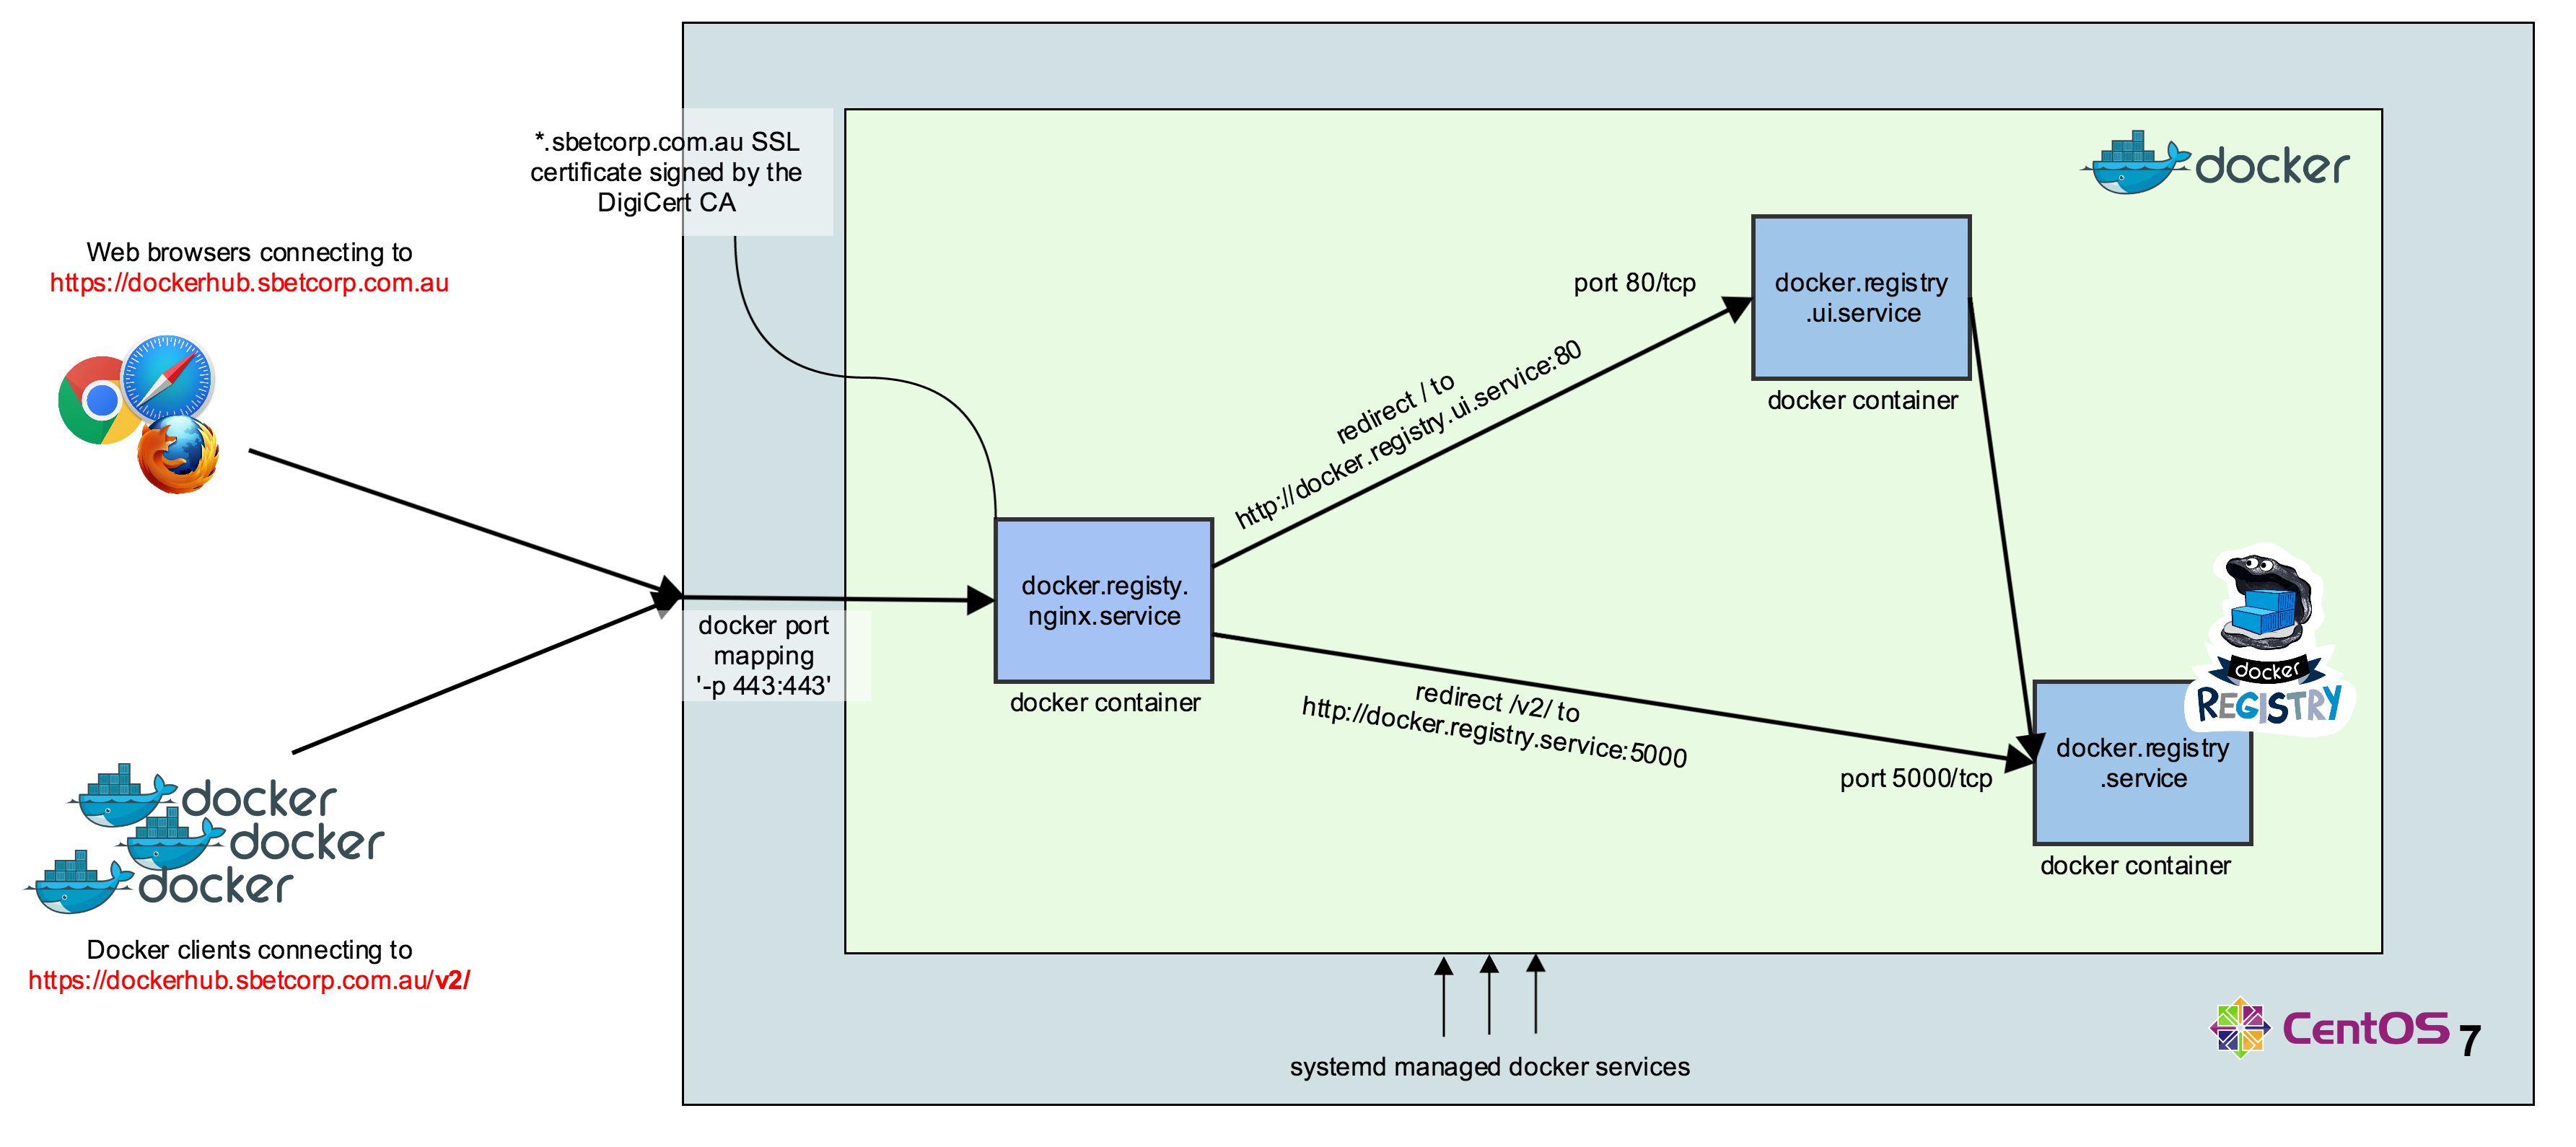 *.sbetcorp.com.au SSL
certificate signed by the
DigiCert CA
docker
Web browsers connecting to
https://dockerhub.sbetcorp.com.au
port 80/tcp
docker.registry
.ui.service
docker container
redirect / to
http://docker.registry.ui.service:80
docker.registy.
nginx.service
docker container
docker port
mapping
'-p 443:443'
redirect /v2/ to
http://docker.registry.service:5000
port 5000/tcp
docker
REGISTRY
docker.registry
.service
docker container
docker
docker
docker
Docker clients connecting to
https://dockerhub.sbetcorp.com.au/v2/
systemd managed docker services
CentOS 7